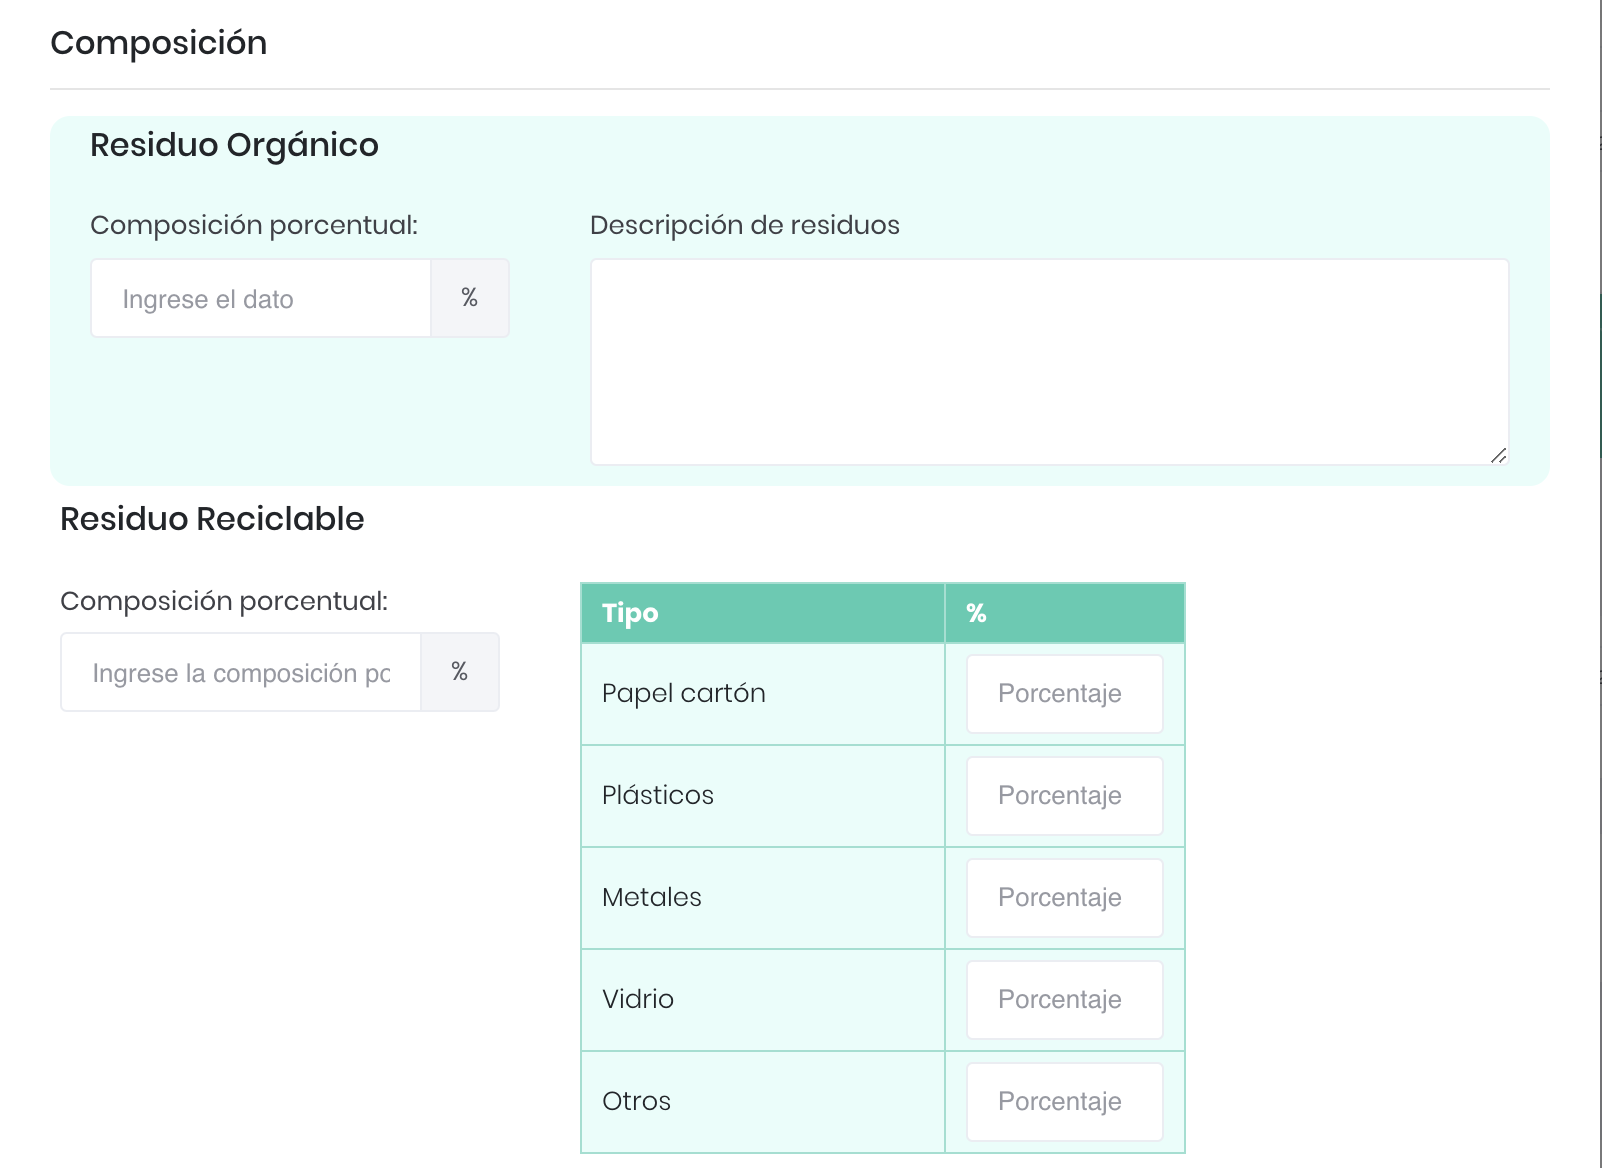 Composición
Residuo Orgánico
Composición porcentual:
Ingrese el dato
%
Descripción de residuos
Residuo Reciclable
Composición porcentual:
Ingrese la composición po
%
Tipo
%
Papel cartón
Porcentaje
Plásticos
Porcentaje
Metales
Porcentaje
Vidrio
Porcentaje
Otros
Porcentaje